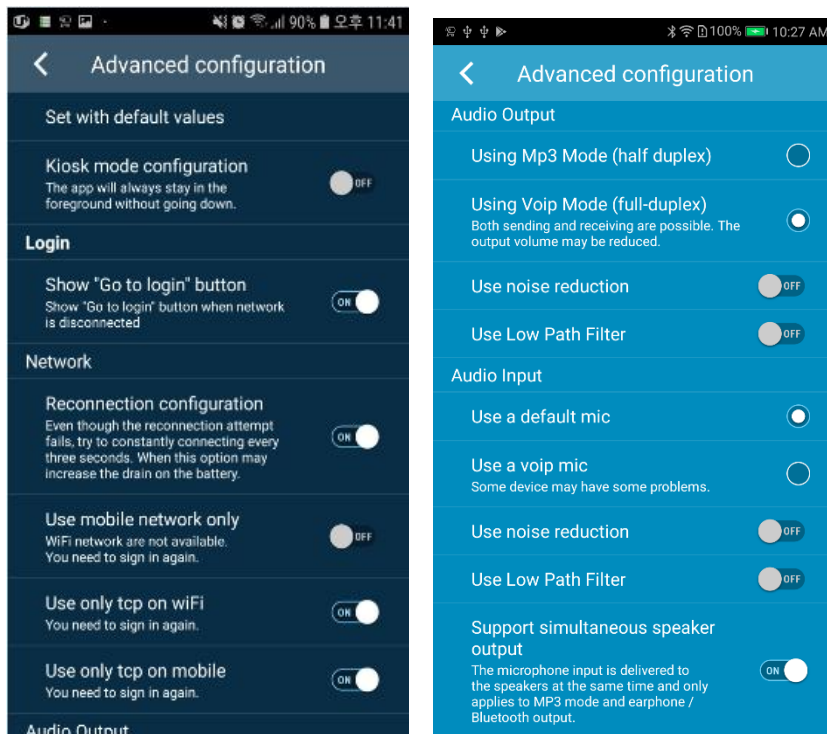 90% 오후 11:41
Advanced configuration
Set with default values
Kiosk mode configuration
The app will always stay in the
foreground without going down.
OFF
Login
Show "Go to login" button
Show "Go to login" button when network
is disconnected
ON
Network
Reconnection configuration
Even though the reconnection attempt
fails, try to constantly connecting every
three seconds. When this option may
increase the drain on the battery.
ON
Use mobile network only
WiFi network are not available.
You need to sign in again.
OFF
Use only tcp on wiFi
You need to sign in again.
ON
Use only tcp on mobile
You need to sign in again.
ON
Audio Output
100% 10:27 AM
Advanced configuration
Audio Output
Using Mp3 Mode (half duplex)
Using Voip Mode (full-duplex)
Both sending and receiving are possible. The
output volume may be reduced.
Use noise reduction
OFF
Use Low Path Filter
OFF
Audio Input
Use a default mic
Use a voip mic
Some device may have some problems.
Use noise reduction
OFF
Use Low Path Filter
OFF
Support simultaneous speaker
output
The microphone input is delivered to
the speakers at the same time and only
applies to MP3 mode and earphone /
Bluetooth output.
ON